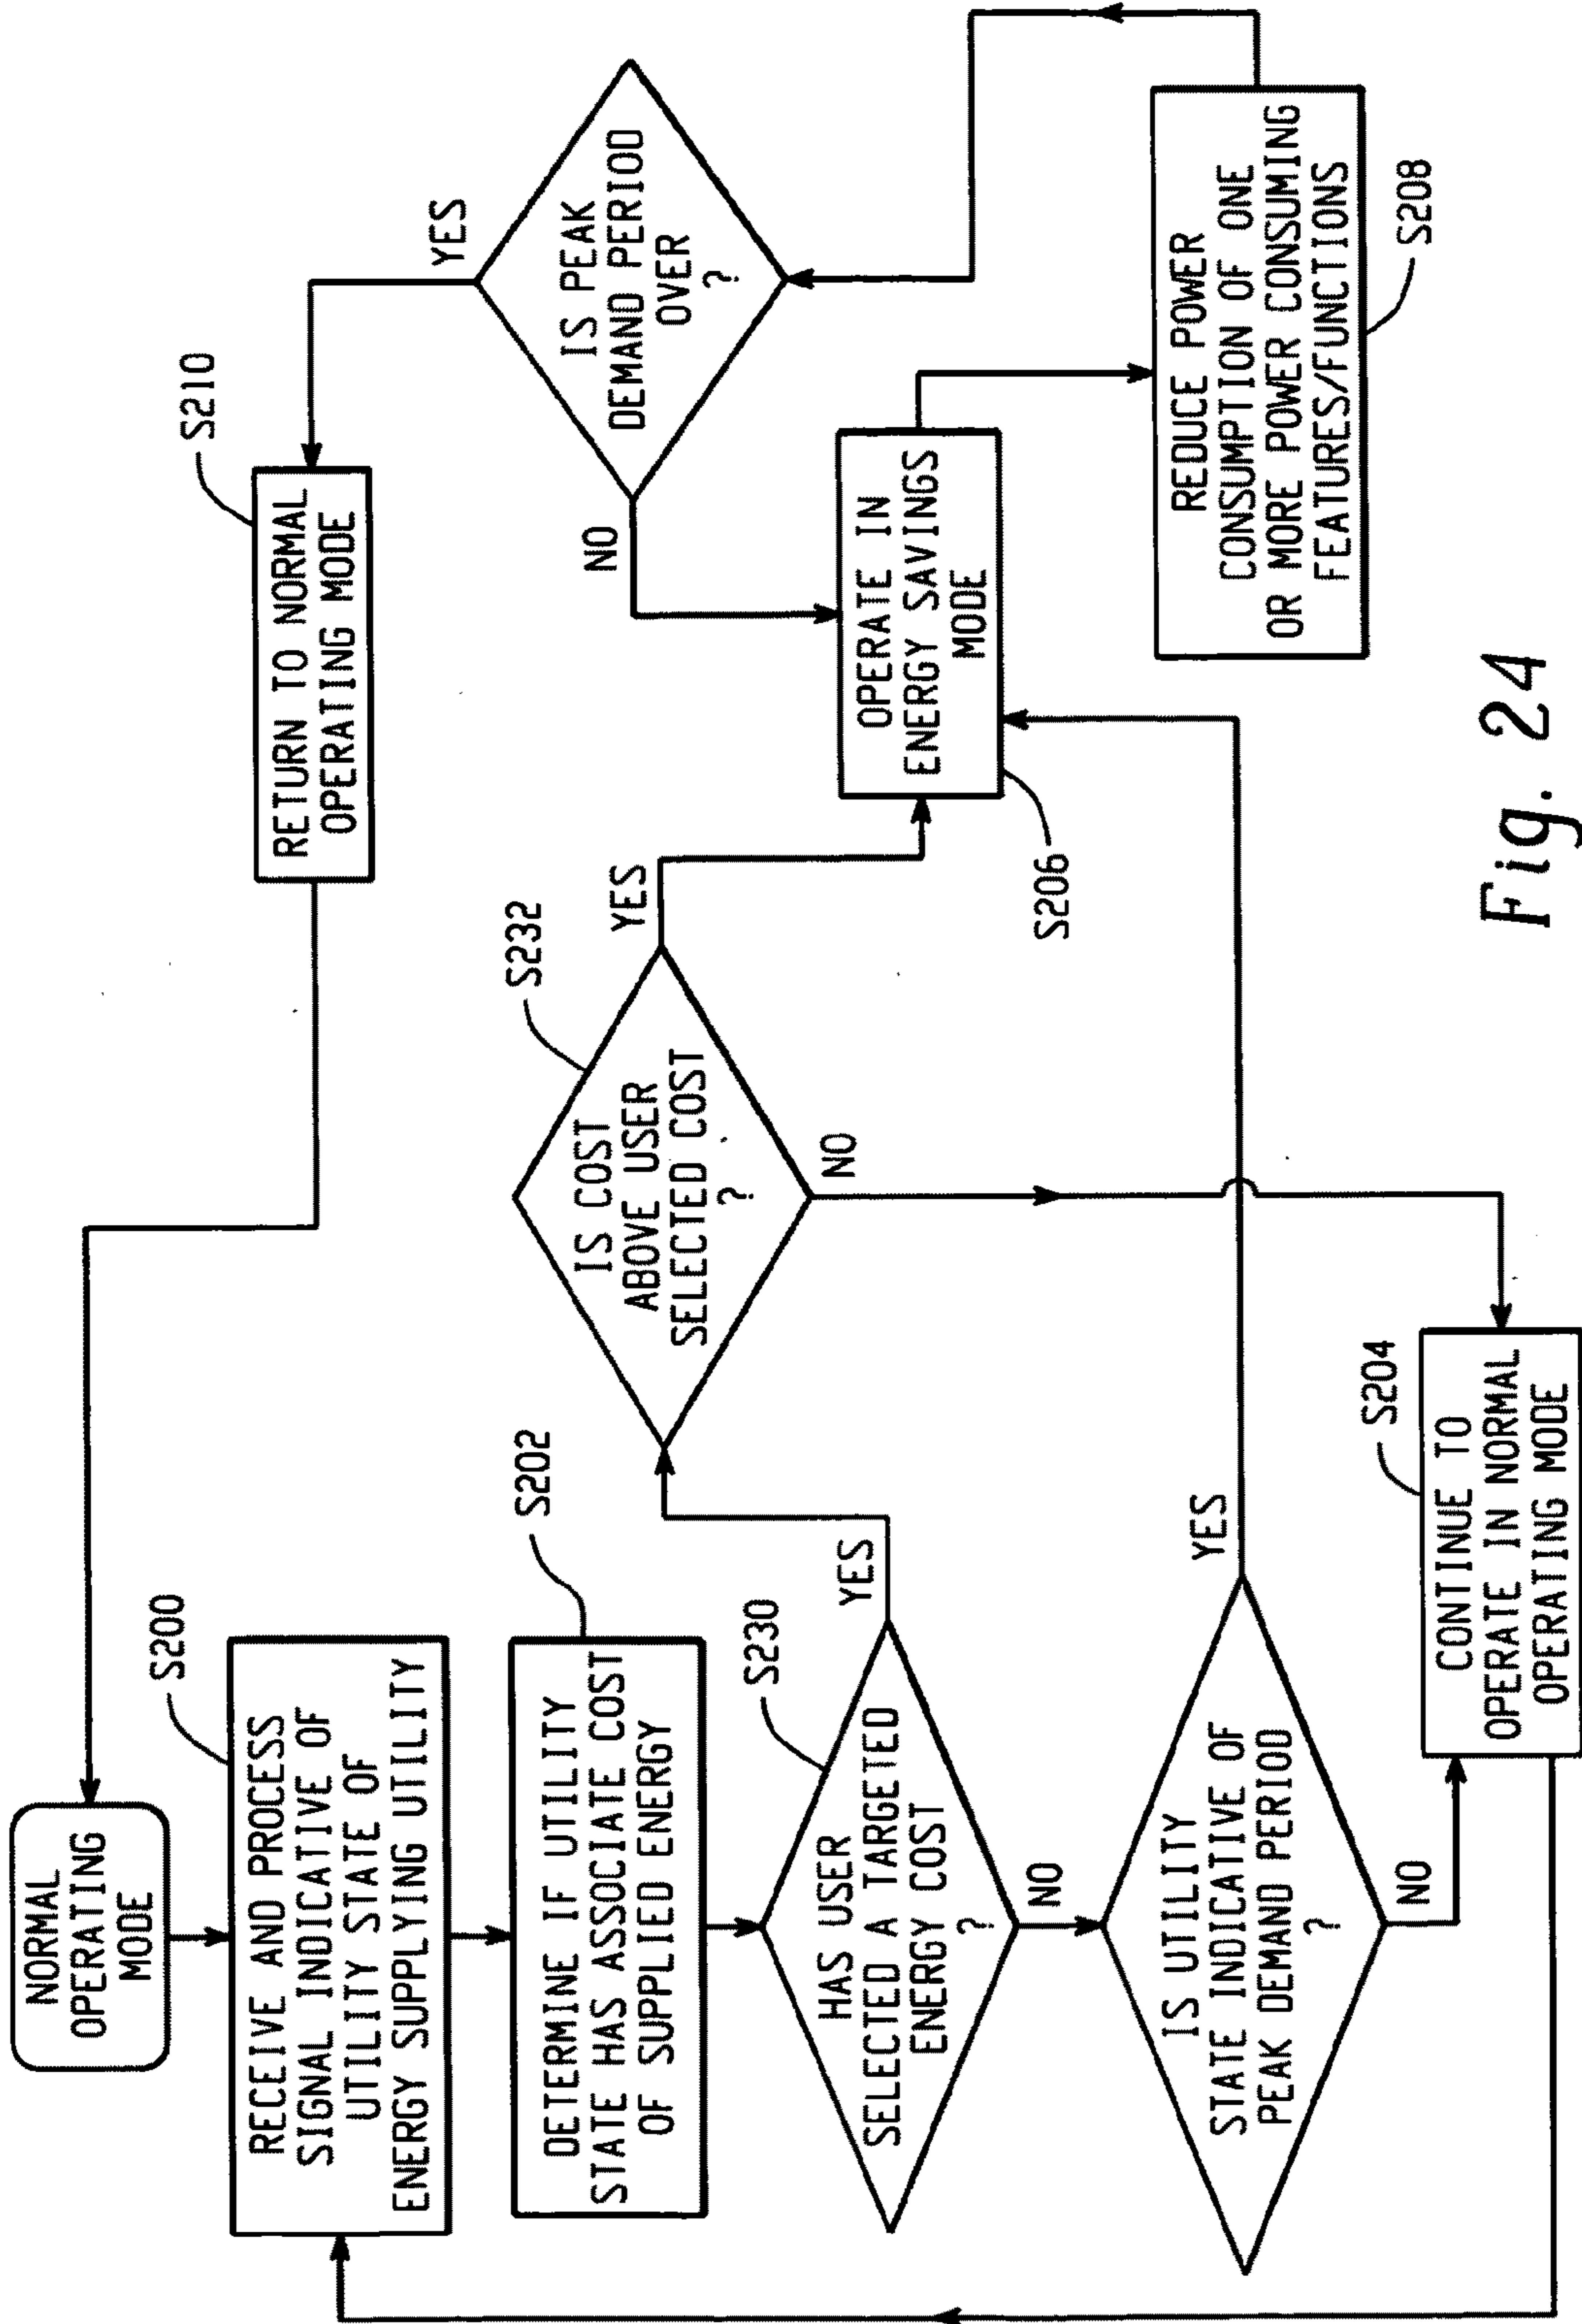 NORMAL
OPERATING
MODE
S200
RECEIVE AND PROCESS
SIGNAL INDICATIVE OF
UTILITY STATE OF
ENERGY SUPPLYING UTILITY
S202
DETERMINE IF UTILITY
STATE HAS ASSOCIATE COST
OF SUPPLIED ENERGY
S230
HAS USER
SELECTED A TARGETED
ENERGY COST
?
YES
NO
IS UTILITY
STATE INDICATIVE OF
PEAK DEMAND PERIOD
?
YES
NO
S204
CONTINUE TO
OPERATE IN NORMAL
OPERATING MODE
S232
IS COST
ABOVE USER
SELECTED COST
?
YES
NO
S210
RETURN TO NORMAL
OPERATING MODE
YES
IS PEAK
DEMAND PERIOD
OVER
?
NO
OPERATE IN
ENERGY SAVINGS
MODE
S206
REDUCE POWER
CONSUMPTION OF ONE
OR MORE POWER CONSUMING
FEATURES/FUNCTIONS
S208
Fig. 24